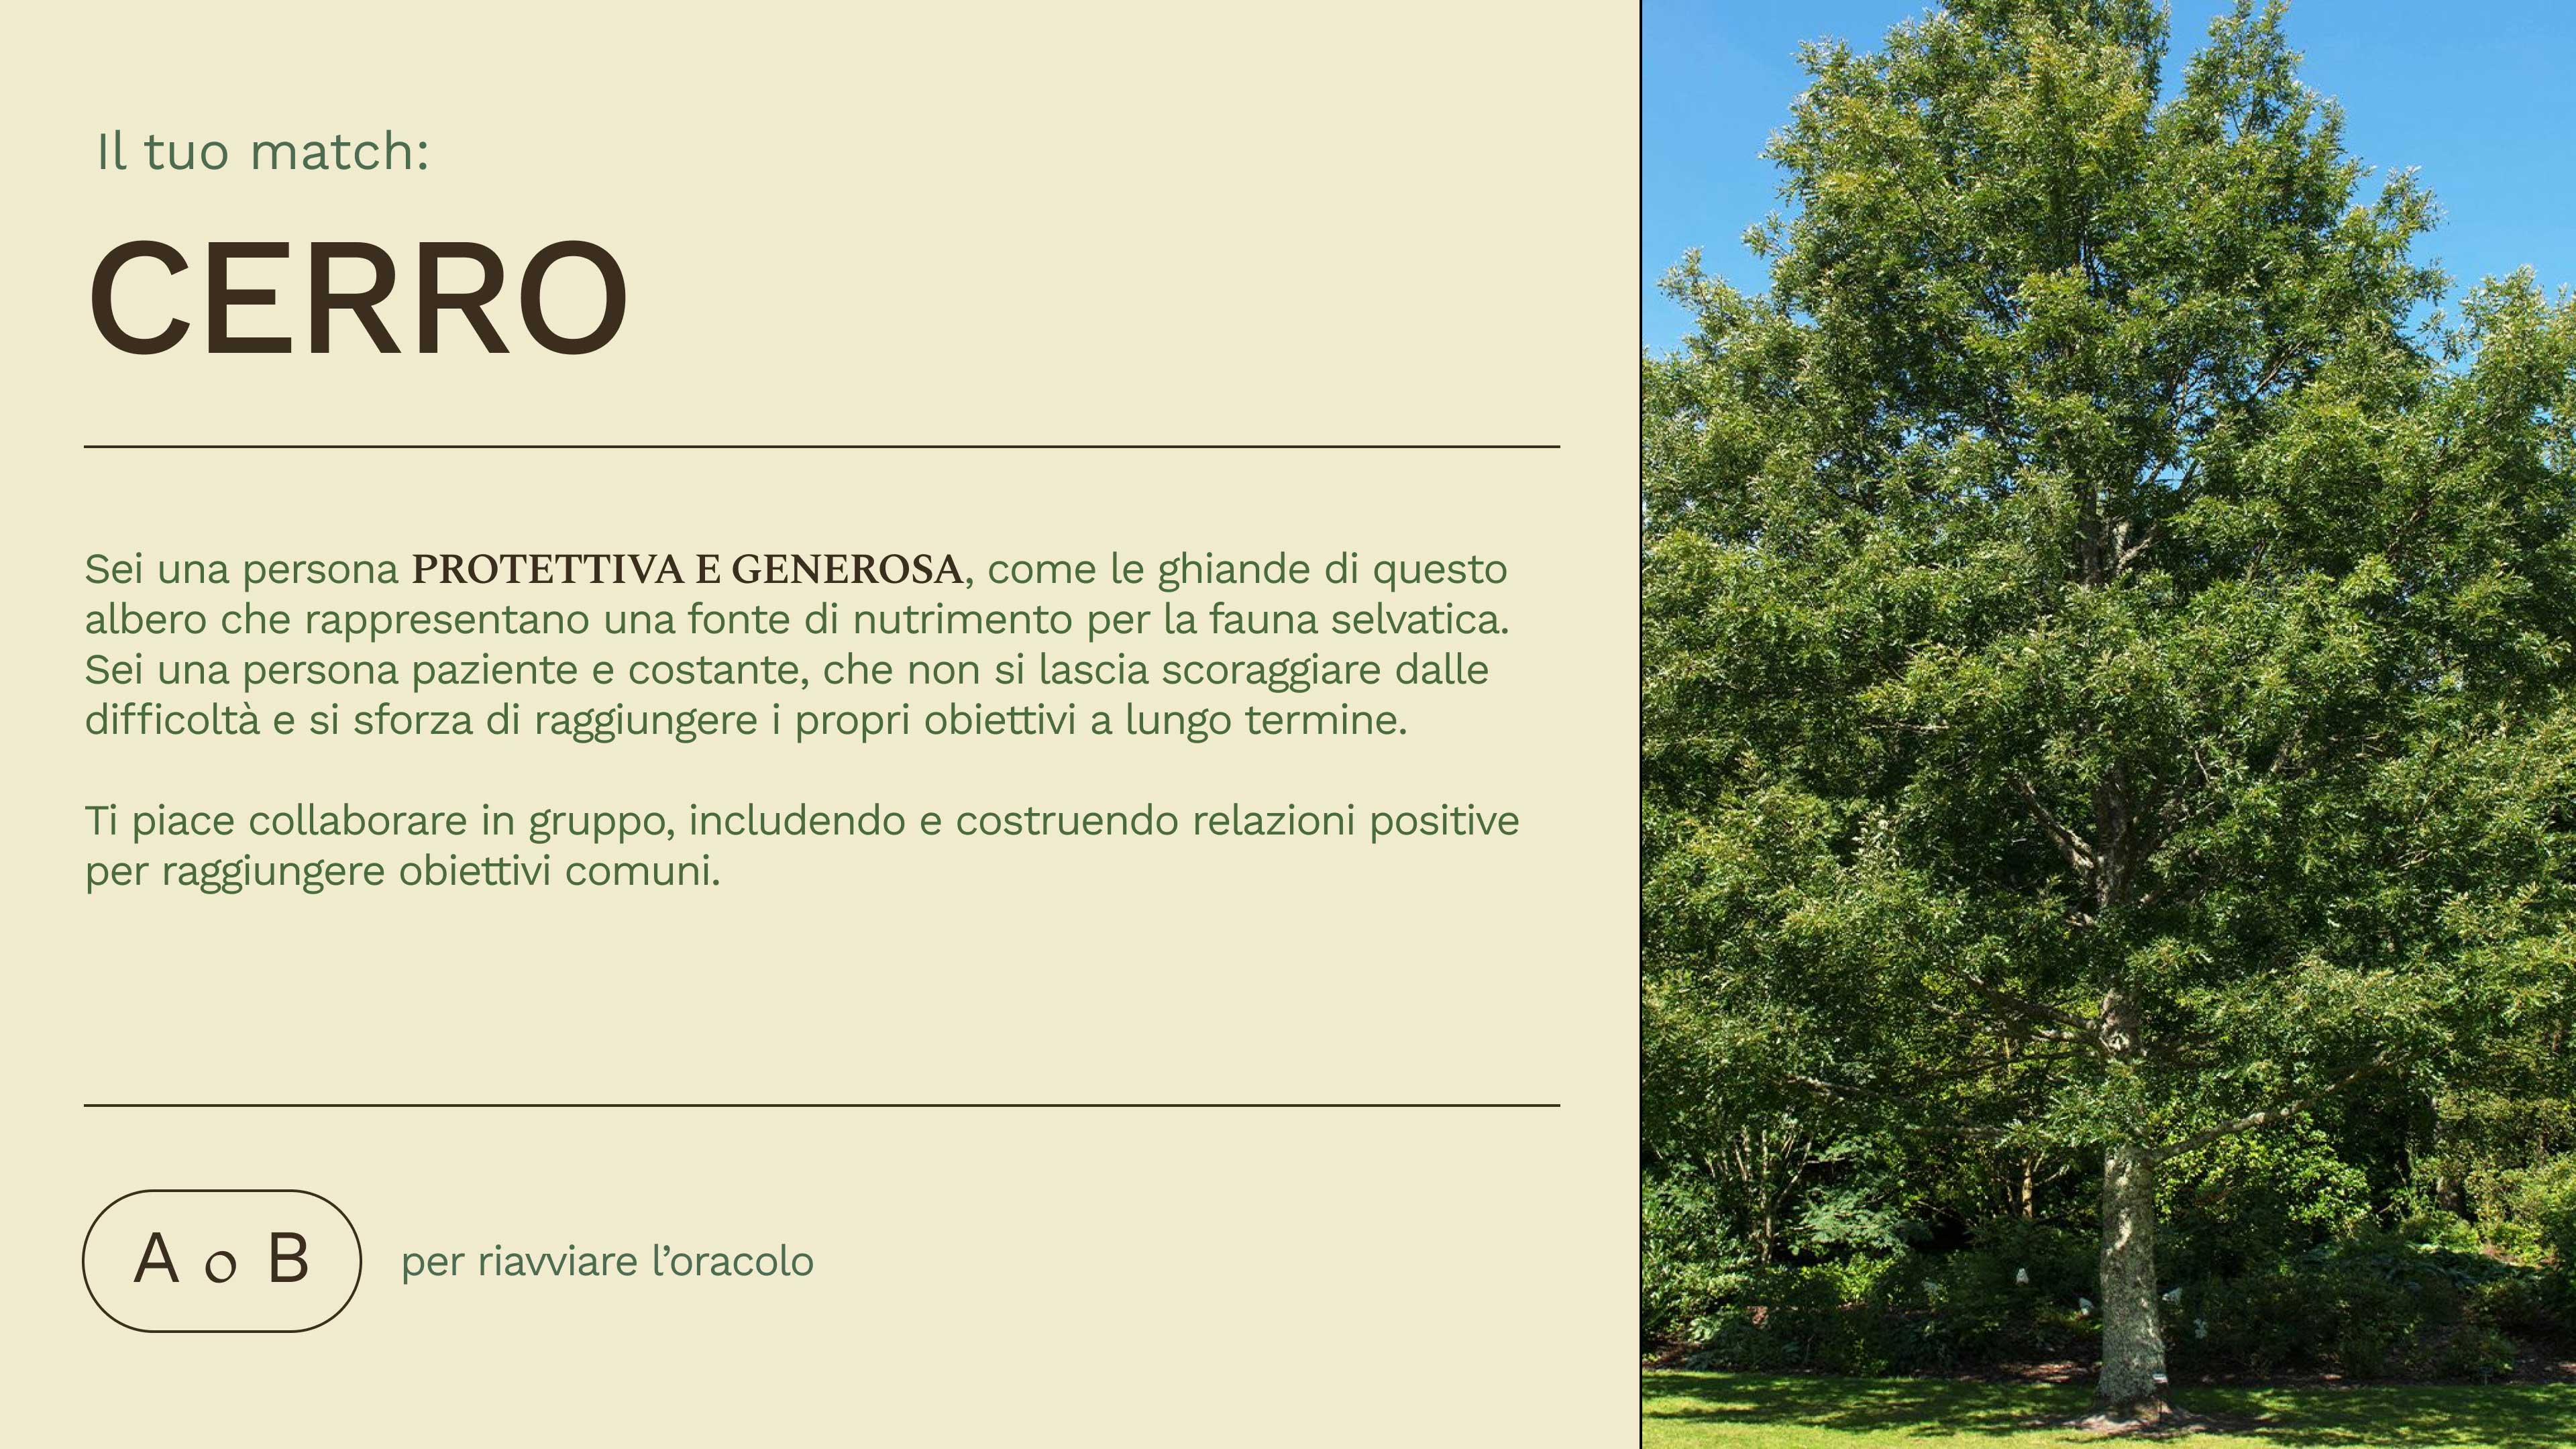 Il tuo match:
CERRO
Sei una persona PROTETTIVA E GENEROSA, come le ghiande di questo
albero che rappresentano una fonte di nutrimento per la fauna selvatica.
Sei una persona paziente e costante, che non si lascia scoraggiare dalle
difficoltà e si sforza di raggiungere i propri obiettivi a lungo termine.
Ti piace collaborare in gruppo, includendo e costruendo relazioni positive
per raggiungere obiettivi comuni.
A o B per riavviare l’oracolo